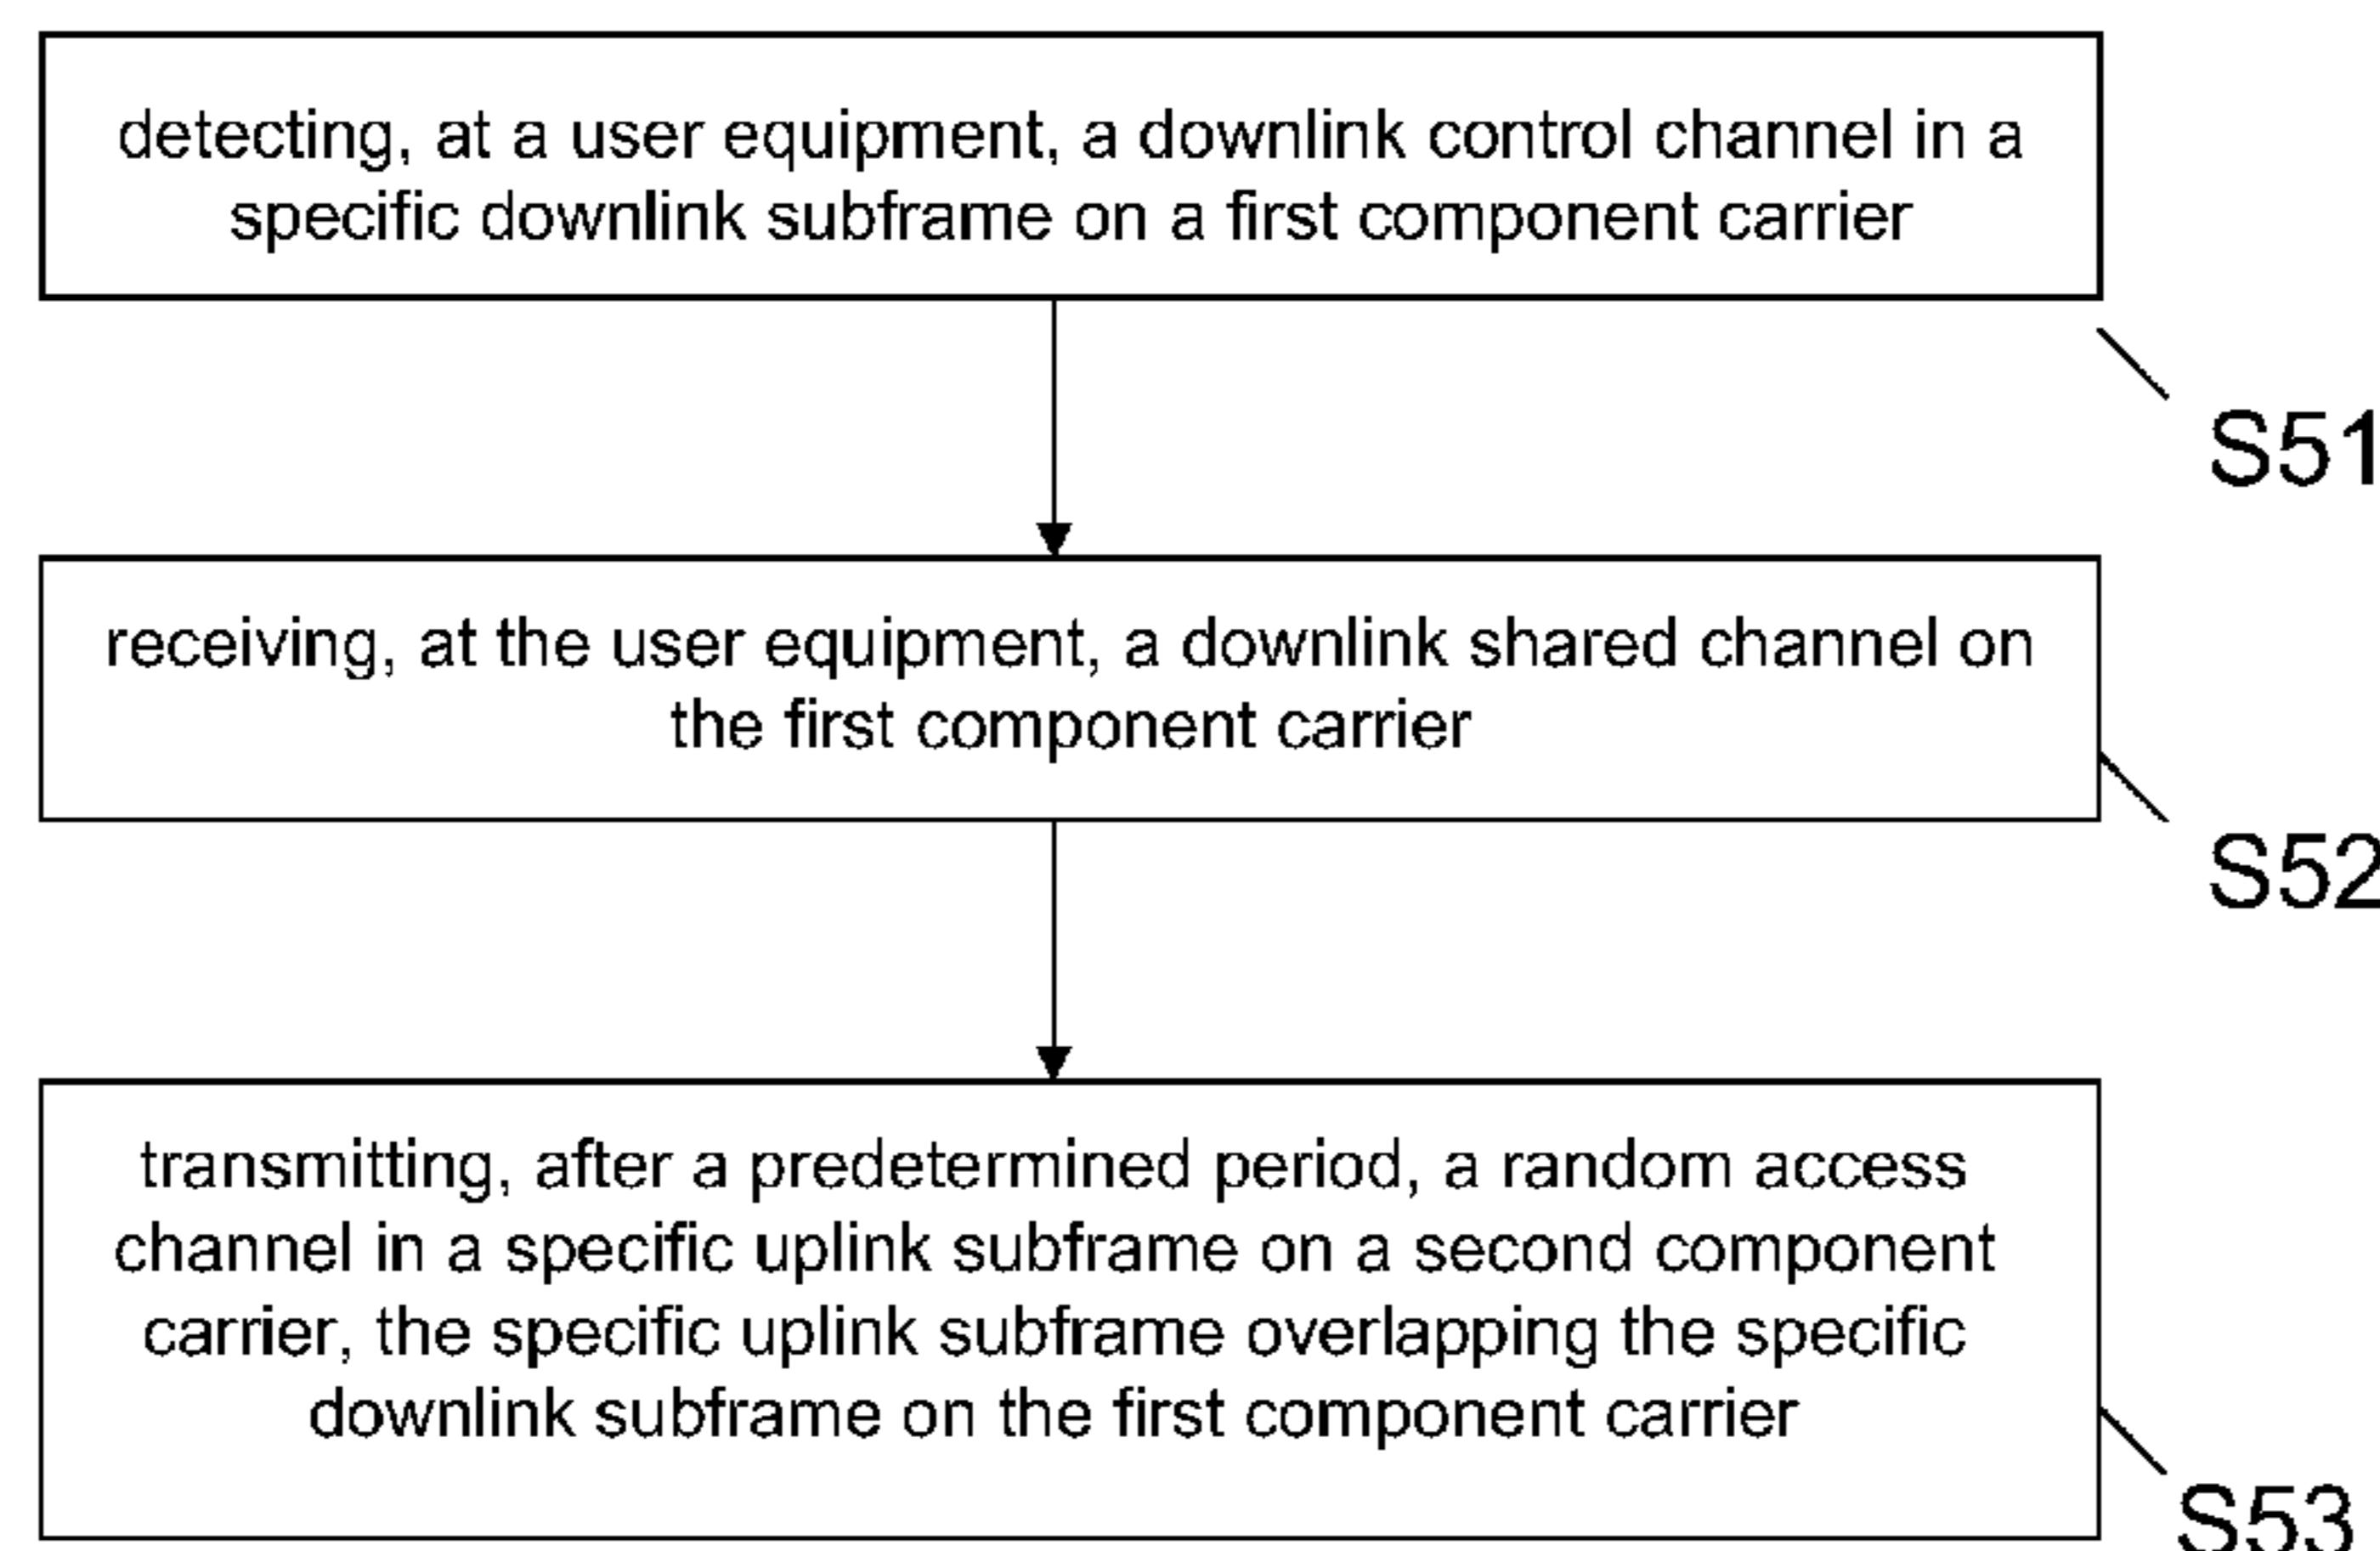 detecting, at a user equipment, a downlink control channel in a
specific downlink subframe on a first component carrier
S51
receiving, at the user equipment, a downlink shared channel on
the first component carrier
S52
transmitting, after a predetermined period, a random access
channel in a specific uplink subframe on a second component
carrier, the specific uplink subframe overlapping the specific
downlink subframe on the first component carrier
S53